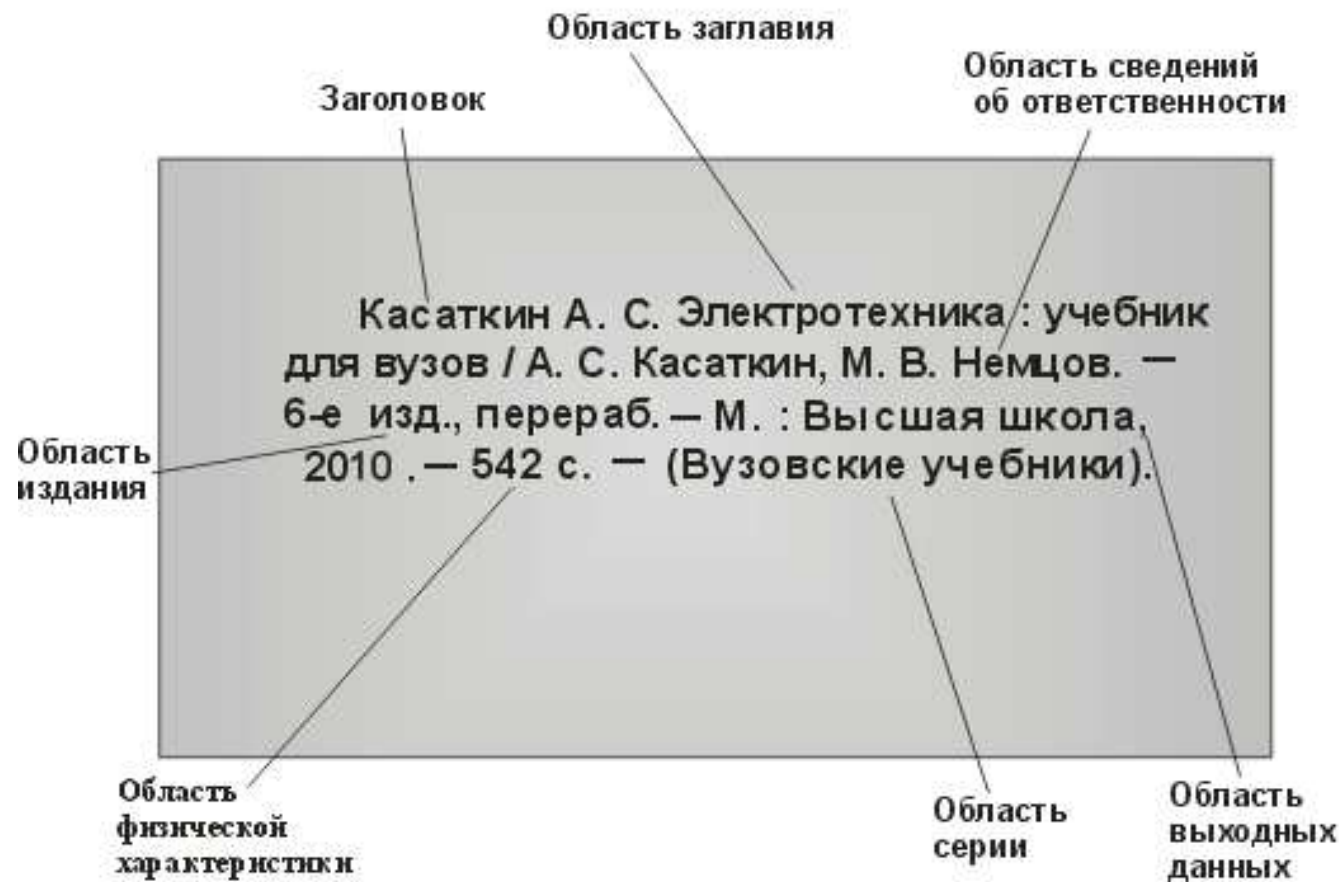 Область заглавия
Область сведений
об ответственности
Заголовок
Касаткин А. С. Электротехника : учебник
для вузов / А. С. Касаткин, М. В. Немцов. —
6-е изд., перераб. — М. : Высшая школа,
2010 . — 542 с. — (Вузовские учебники).
Область
издания
Область
физической
характеристики
Область
серии
Область
выходных
данных